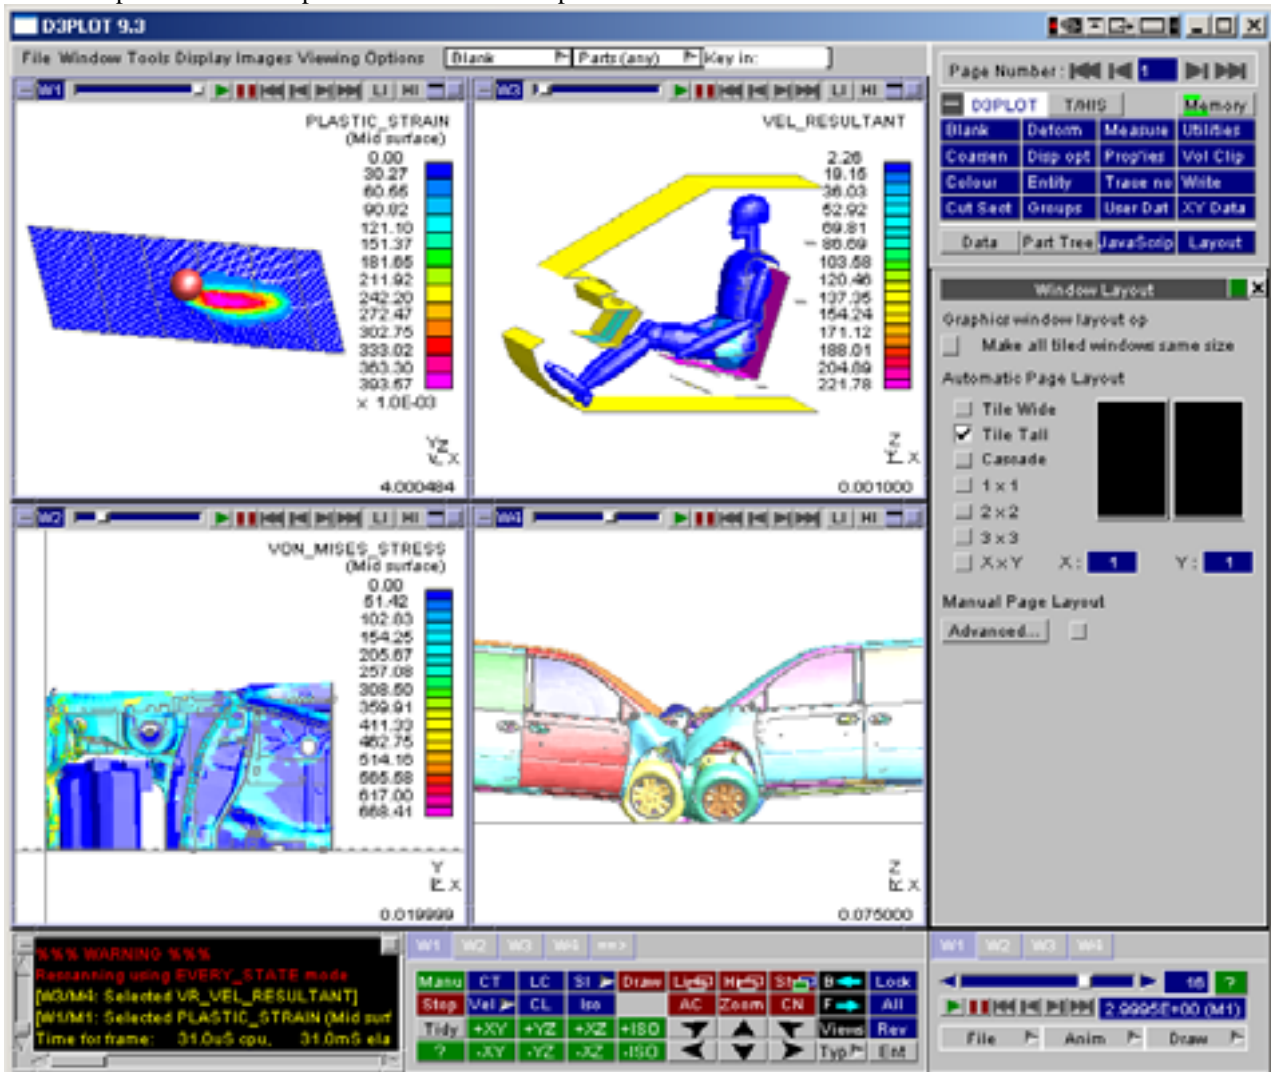 D3PLOT 9.3
File Window Tools Display Images Viewing Options Blank Parts(any) Key in:
Page Number: 1
D3PLOT T/HIS Memory
Blank Deform Measure Utilities
Coarsen Disp opt Prop'ies Vol Clip
Colour Entity Trace no Write
Cut Sect Groups User Dat XY Data
Data Part Tree JavaScrip Layout
W1 LI HI
PLASTIC_STRAIN
(Mid surface)
0.00
30.27
60.55
90.82
121.10
151.37
181.65
211.92
242.20
272.47
302.75
333.02
363.30
393.57
x 1.0E-03
Y Z
X
4.000484
W3 LI HI
VEL_RESULTANT
2.26
19.15
36.03
52.92
69.81
86.69
103.58
120.46
137.35
154.24
171.12
188.01
204.89
221.78
Z
Y X
0.001000
Window Layout
Graphics window layout op
Make all tiled windows same size
Automatic Page Layout
Tile Wide
Tile Tall
Cascade
1 x 1
2 x 2
3 x 3
X x Y X: 1 Y: 1
Manual Page Layout
Advanced...
W2 LI HI
VON_MISES_STRESS
(Mid surface)
0.00
51.42
102.83
154.25
205.67
257.08
308.50
359.91
411.33
462.75
514.16
565.58
617.00
668.41
Y
X
0.019999
W4 LI HI
Z
X
0.075000
%%% WARNING %%%
Rescanning using EVERY_STATE mode
[W3/M4: Selected VR_VEL_RESULTANT]
[W1/M1: Selected PLASTIC_STRAIN (Mid surf
Time for frame: 31.0uS cpu, 31.0mS ela
W1 W2 W3 W4 ==>
Manu CT LC SI Draw B Lock
Stop Vel CL Iso AC Zoom CN F All
Tidy +XY +YZ +XZ +ISO Views Rev
? -XY -YZ -XZ -ISO Typ Ent
W1 W2 W3 W4
16 ?
2.9995E+00 (M1)
File Anim Draw